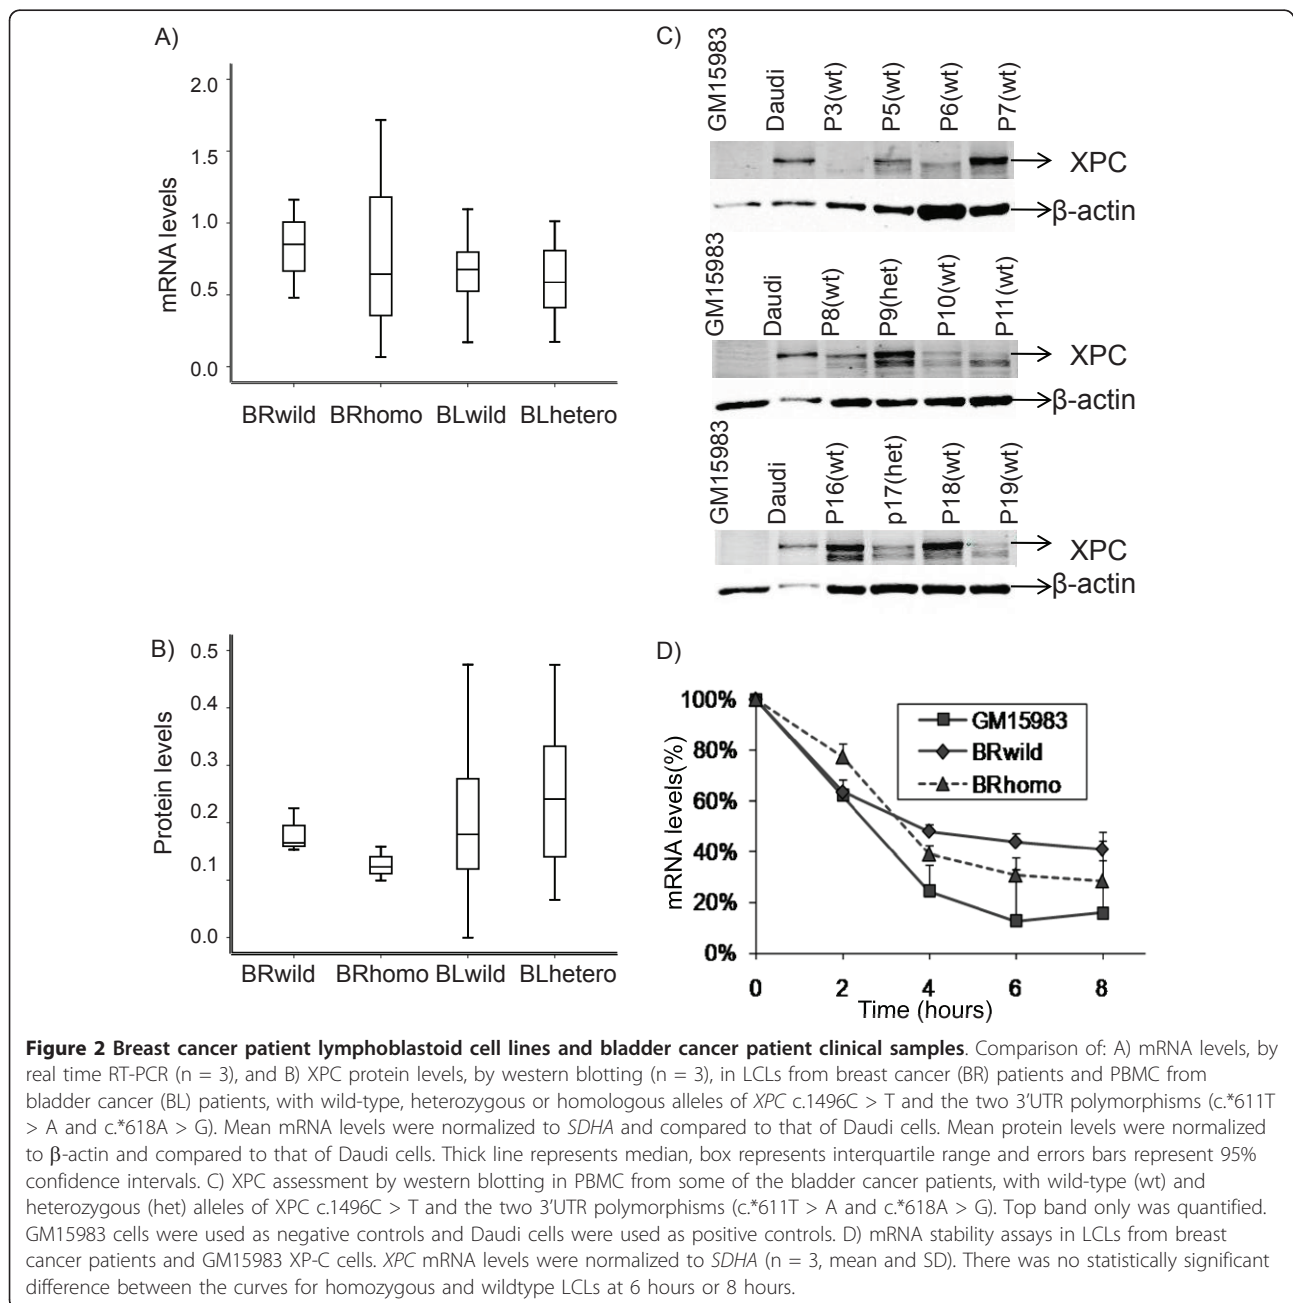 A)
2.0
1.5
1.0
0.5
0.0
mRNA levels
BRwild BRhomo BLwild BLhetero
B)
0.5
0.4
0.3
0.2
0.1
0.0
Protein levels
BRwild BRhomo BLwild BLhetero
C)
GM15983 Daudi P3(wt) P5(wt) P6(wt) P7(wt)
XPC
β-actin
GM15983 Daudi P8(wt) P9(het) P10(wt) P11(wt)
XPC
β-actin
GM15983 Daudi P16(wt) p17(het) P18(wt) P19(wt)
XPC
β-actin
D)
100%
80%
60%
40%
20%
0%
mRNA levels(%)
GM15983
BRwild
BRhomo
0 2 4 6 8
Time (hours)
Figure 2 Breast cancer patient lymphoblastoid cell lines and bladder cancer patient clinical samples. Comparison of: A) mRNA levels, by
real time RT-PCR (n = 3), and B) XPC protein levels, by western blotting (n = 3), in LCLs from breast cancer (BR) patients and PBMC from
bladder cancer (BL) patients, with wild-type, heterozygous or homologous alleles of XPC c.1496C > T and the two 3’UTR polymorphisms (c.*611T
> A and c.*618A > G). Mean mRNA levels were normalized to SDHA and compared to that of Daudi cells. Mean protein levels were normalized
to β-actin and compared to that of Daudi cells. Thick line represents median, box represents interquartile range and errors bars represent 95%
confidence intervals. C) XPC assessment by western blotting in PBMC from some of the bladder cancer patients, with wild-type (wt) and
heterozygous (het) alleles of XPC c.1496C > T and the two 3’UTR polymorphisms (c.*611T > A and c.*618A > G). Top band only was quantified.
GM15983 cells were used as negative controls and Daudi cells were used as positive controls. D) mRNA stability assays in LCLs from breast
cancer patients and GM15983 XP-C cells. XPC mRNA levels were normalized to SDHA (n = 3, mean and SD). There was no statistically significant
difference between the curves for homozygous and wildtype LCLs at 6 hours or 8 hours.